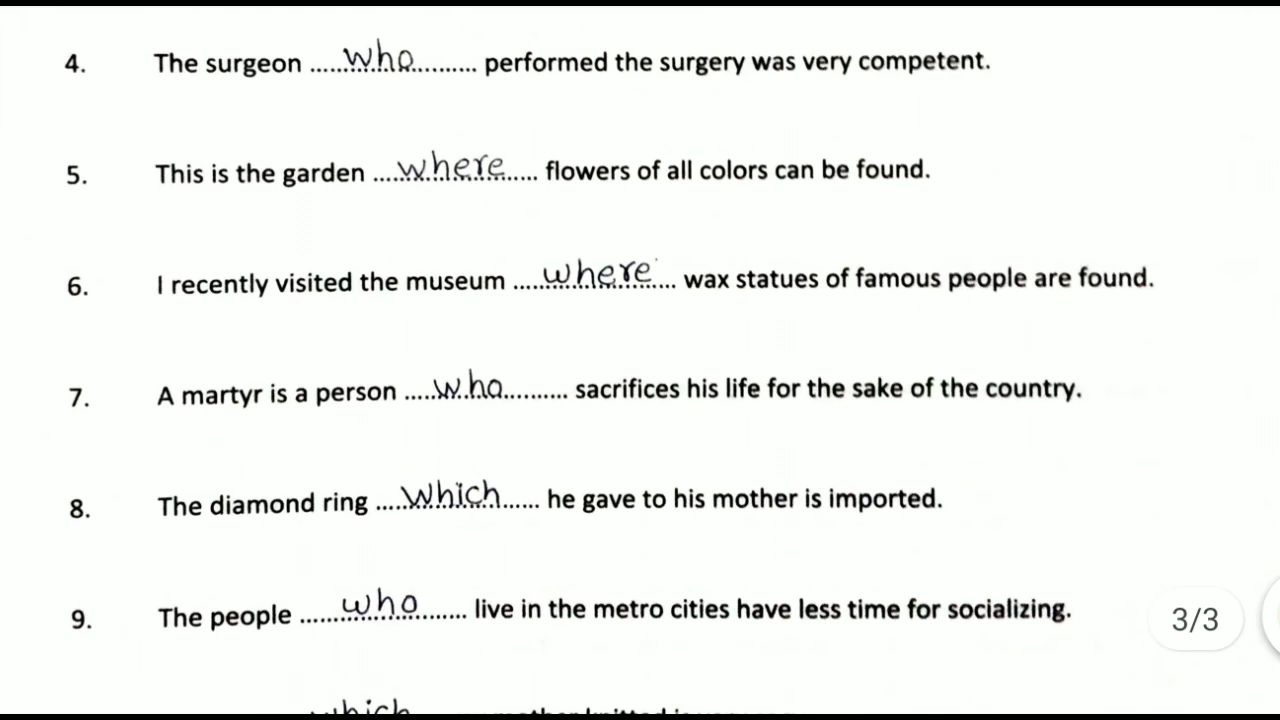 4. The surgeon ....who.......... performed the surgery was very competent.
5. This is the garden ....where...... flowers of all colors can be found.
6. I recently visited the museum ....where.... wax statues of famous people are found.
7. A martyr is a person .....who.......... sacrifices his life for the sake of the country.
8. The diamond ring ....which...... he gave to his mother is imported.
9. The people ......who....... live in the metro cities have less time for socializing.
3/3
which